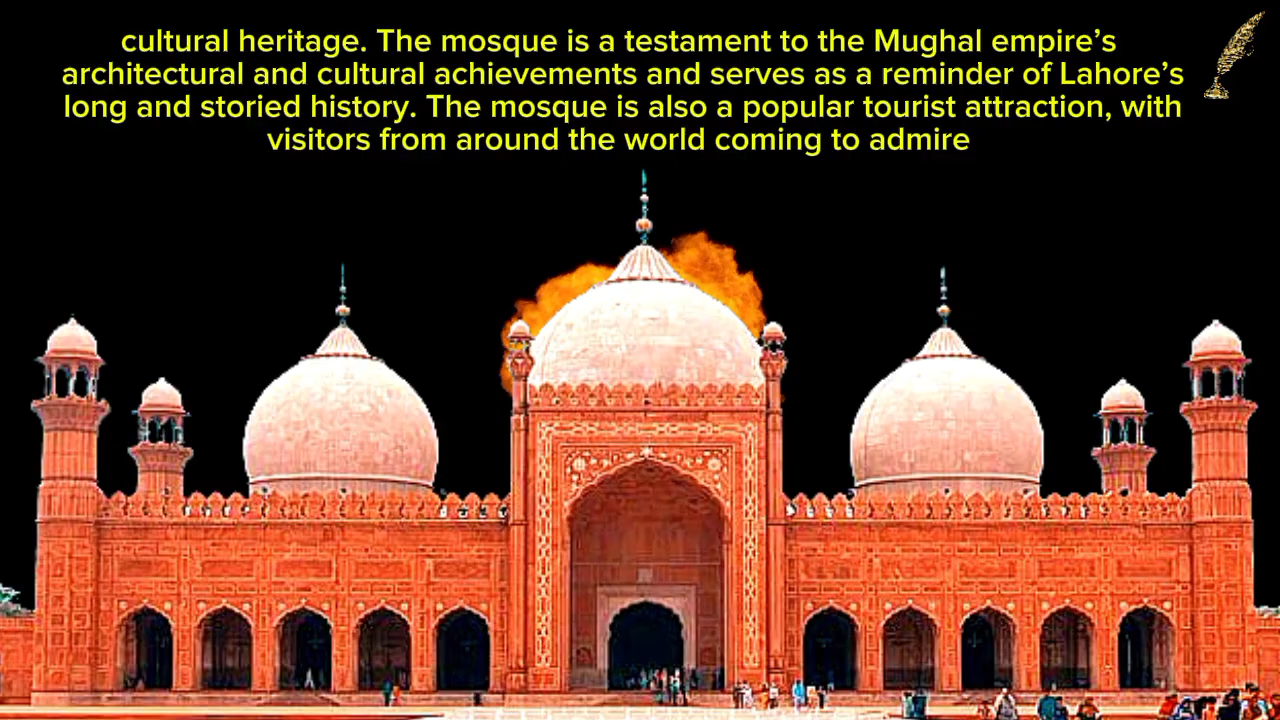 cultural heritage. The mosque is a testament to the Mughal empire’s
architectural and cultural achievements and serves as a reminder of Lahore’s
long and storied history. The mosque is also a popular tourist attraction, with
visitors from around the world coming to admire